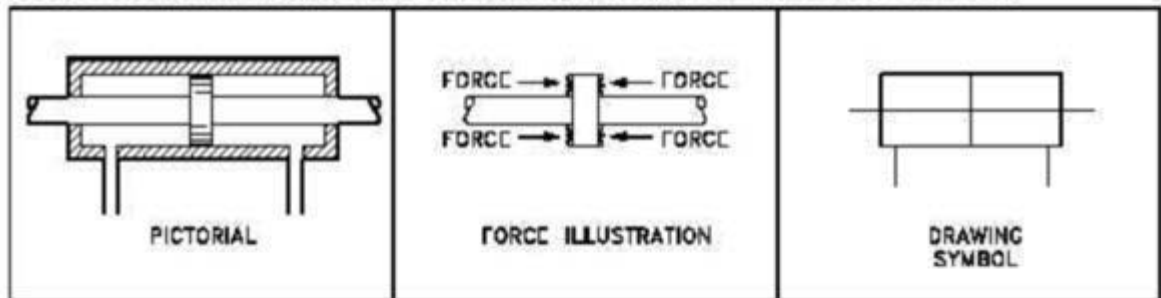 FORCE
FORCE
FORCE
FORCE
PICTORIAL
FORCE ILLUSTRATION
DRAWING
SYMBOL